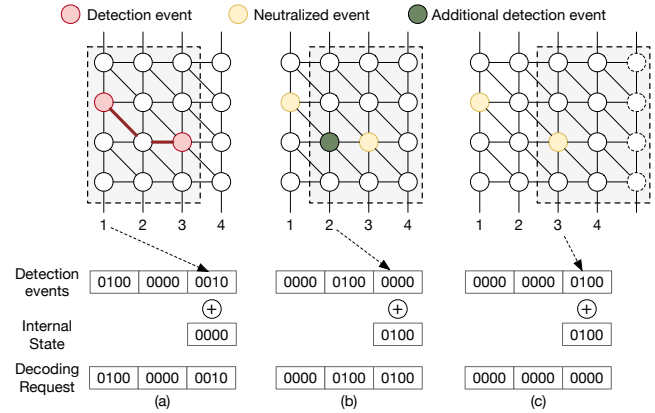 Detection event Neutralized event Additional detection event
1 2 3 4 1 2 3 4 1 2 3 4
Detection events 0100 0000 0010 0000 0100 0000 0000 0000 0100
+ + +
Internal State 0000 0100 0100
Decoding Request 0100 0000 0010 0000 0100 0100 0000 0000 0000
(a) (b) (c)